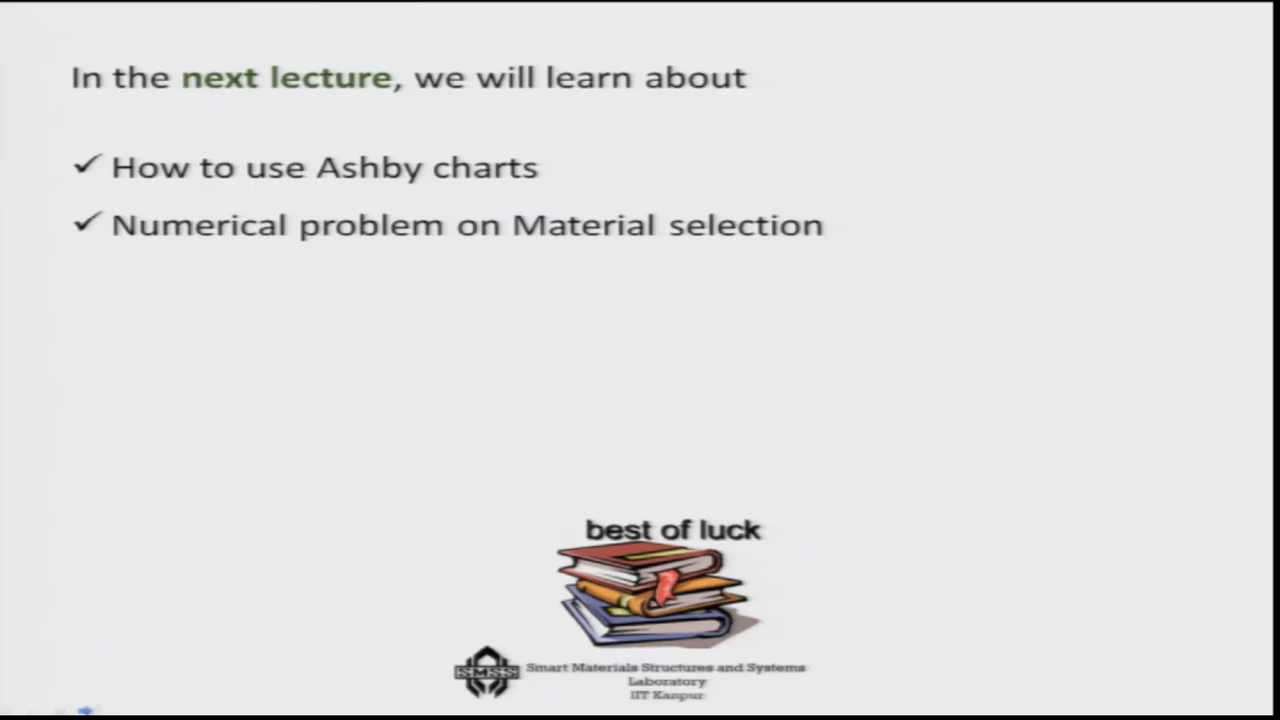 In the next lecture, we will learn about
✓ How to use Ashby charts
✓ Numerical problem on Material selection
best of luck
SMSS
Smart Materials Structures and Systems
Laboratory
IIT Kanpur